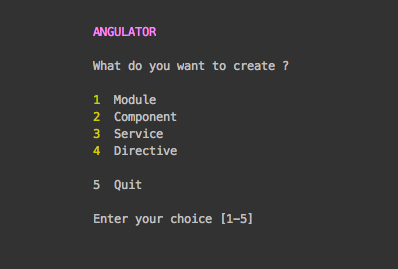 ANGULATOR
What do you want to create ?
1 Module
2 Component
3 Service
4 Directive
5 Quit
Enter your choice [1-5]